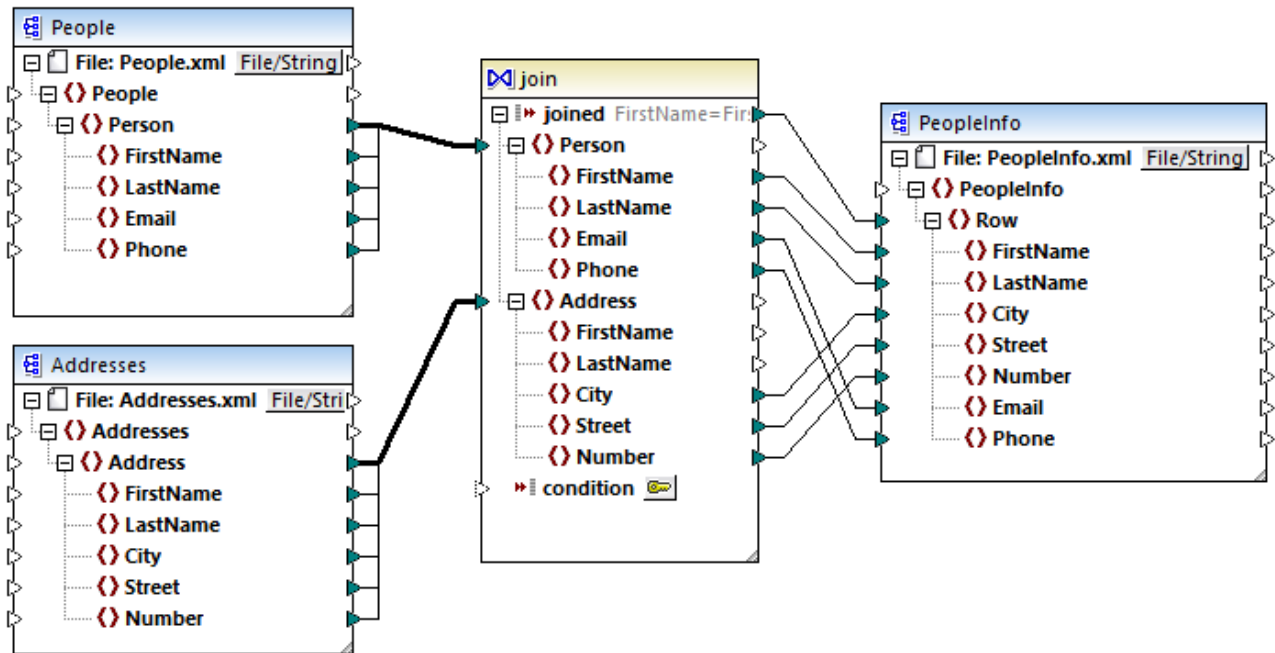 People
File: People.xml File/String
People
Person
FirstName
LastName
Email
Phone
Addresses
File: Addresses.xml File/Stri
Addresses
Address
FirstName
LastName
City
Street
Number
join
joined FirstName=Firs
Person
FirstName
LastName
Email
Phone
Address
FirstName
LastName
City
Street
Number
condition
PeopleInfo
File: PeopleInfo.xml File/String
PeopleInfo
Row
FirstName
LastName
City
Street
Number
Email
Phone